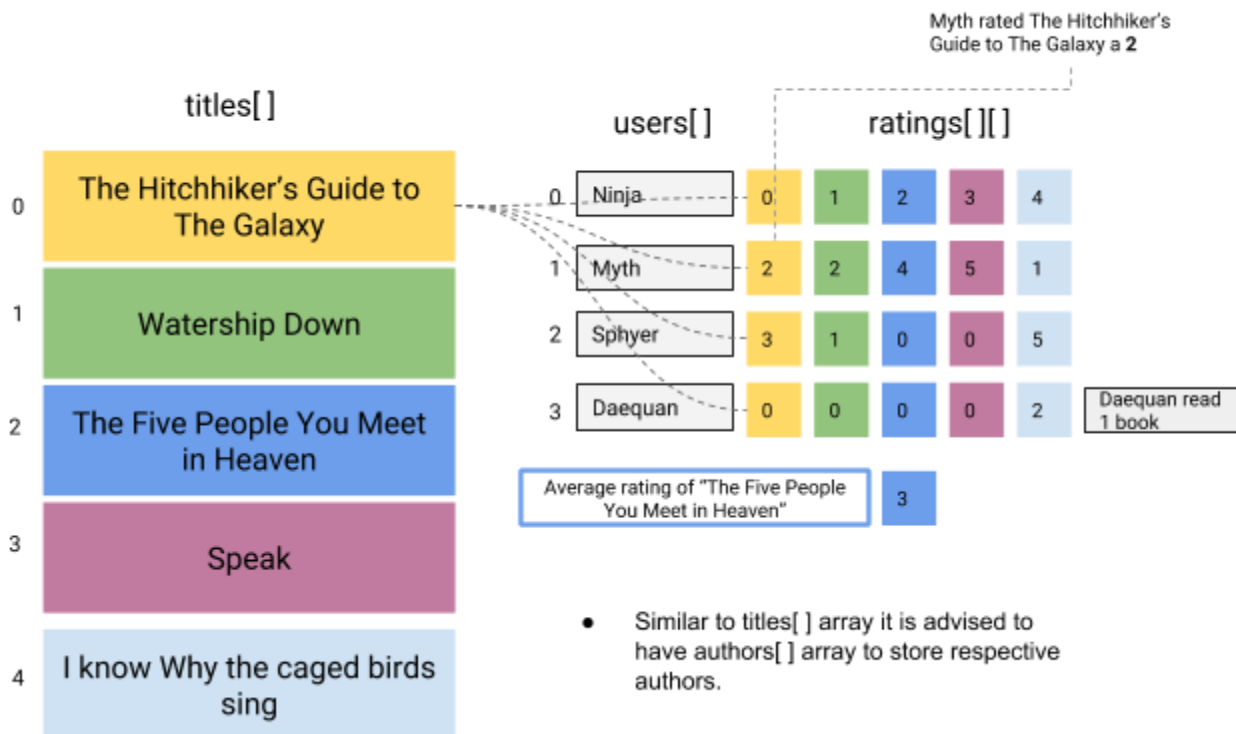 Myth rated The Hitchhiker's
Guide to The Galaxy a 2
titles[ ]
users[ ]
ratings[ ][ ]
0
The Hitchhiker's Guide to
The Galaxy
1
Watership Down
2
The Five People You Meet
in Heaven
3
Speak
4
I know Why the caged birds
sing
0 Ninja 0 1 2 3 4
1 Myth 2 2 4 5 1
2 Sphyer 3 1 0 0 5
3 Daequan 0 0 0 0 2
Daequan read
1 book
Average rating of "The Five People
You Meet in Heaven"
3
● Similar to titles[ ] array it is advised to
have authors[ ] array to store respective
authors.